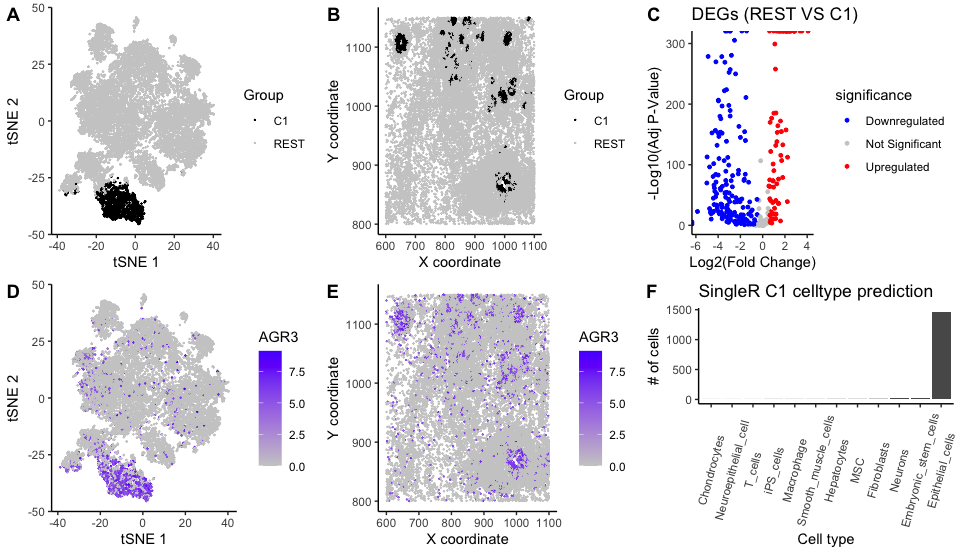 A
50
25
0
-25
-50
-40
-20
0
20
40
tSNE 1
tSNE 2
Group
C1
REST
B
1100
1000
900
800
600
700
800
900
1000
1100
X coordinate
Y coordinate
Group
C1
REST
C
DEGs (REST VS C1)
300
200
100
0
-6
-4
-2
0
2
4
Log2(Fold Change)
-Log10(Adj P-Value)
significance
Downregulated
Not Significant
Upregulated
D
50
25
0
-25
-50
-40
-20
0
20
40
tSNE 1
tSNE 2
AGR3
7.5
5.0
2.5
0.0
E
1100
1000
900
800
600
700
800
900
1000
1100
X coordinate
Y coordinate
AGR3
7.5
5.0
2.5
0.0
F
SingleR C1 celltype prediction
1500
1000
500
0
# of cells
Chondrocytes
Neuroepithelial_cell
T_cells
iPS_cells
Macrophage
Smooth_muscle_cells
Hepatocytes
MSC
Fibroblasts
Neurons
Embryonic_stem_cells
Epithelial_cells
Cell type